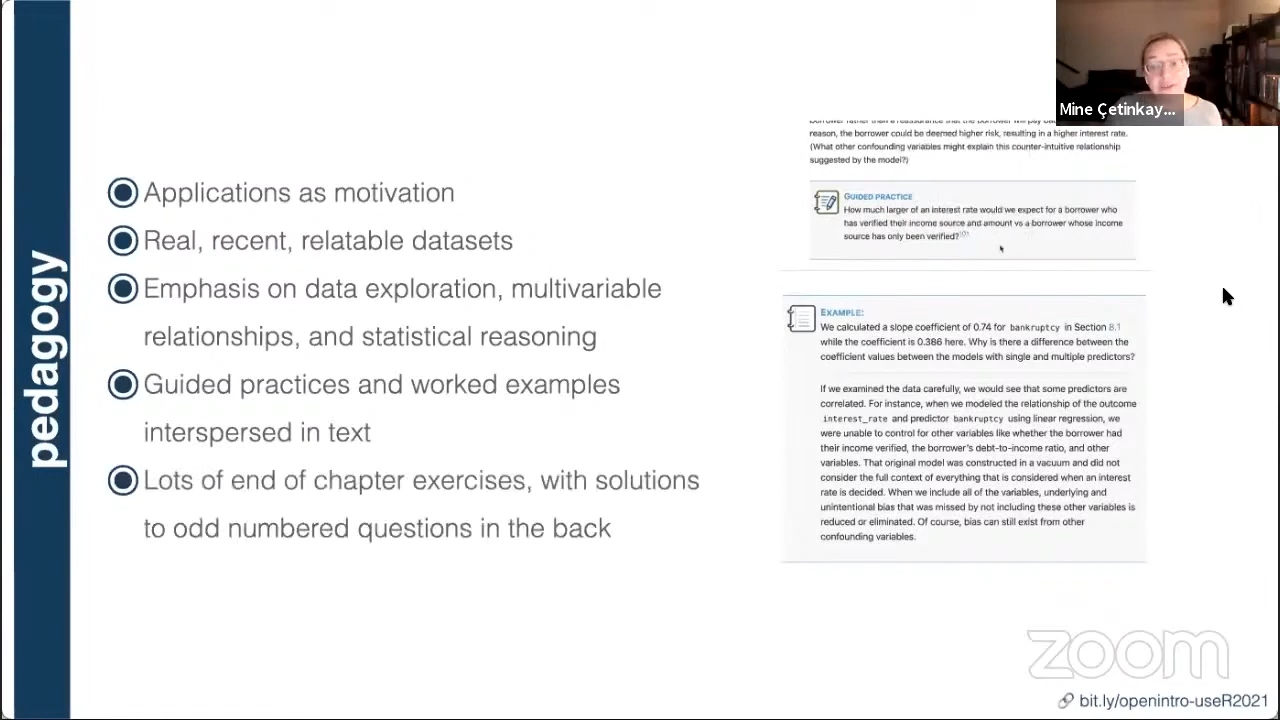 pedagogy
Applications as motivation
Real, recent, relatable datasets
Emphasis on data exploration, multivariable
relationships, and statistical reasoning
Guided practices and worked examples
interspersed in text
Lots of end of chapter exercises, with solutions
to odd numbered questions in the back
Mine Çetinkay...
reason, the borrower could be deemed higher risk, resulting in a higher interest rate.
(What other confounding variables might explain this counter-intuitive relationship
suggested by the model?)
GUIDED PRACTICE
How much larger of an interest rate would we expect for a borrower who
has verified their income source and amount vs a borrower whose income
source has only been verified?
EXAMPLE:
We calculated a slope coefficient of 0.74 for bankruptcy in Section 8.1
while the coefficient is 0.386 here. Why is there a difference between the
coefficient values between the models with single and multiple predictors?
If we examined the data carefully, we would see that some predictors are
correlated. For instance, when we modeled the relationship of the outcome
interest_rate and predictor bankruptcy using linear regression, we
were unable to control for other variables like whether the borrower had
their income verified, the borrower's debt-to-income ratio, and other
variables. That original model was constructed in a vacuum and did not
consider the full context of everything that is considered when an interest
rate is decided. When we include all of the variables, underlying and
unintentional bias that was missed by not including these other variables is
reduced or eliminated. Of course, bias can still exist from other
confounding variables.
zoom
bit.ly/openintro-useR2021